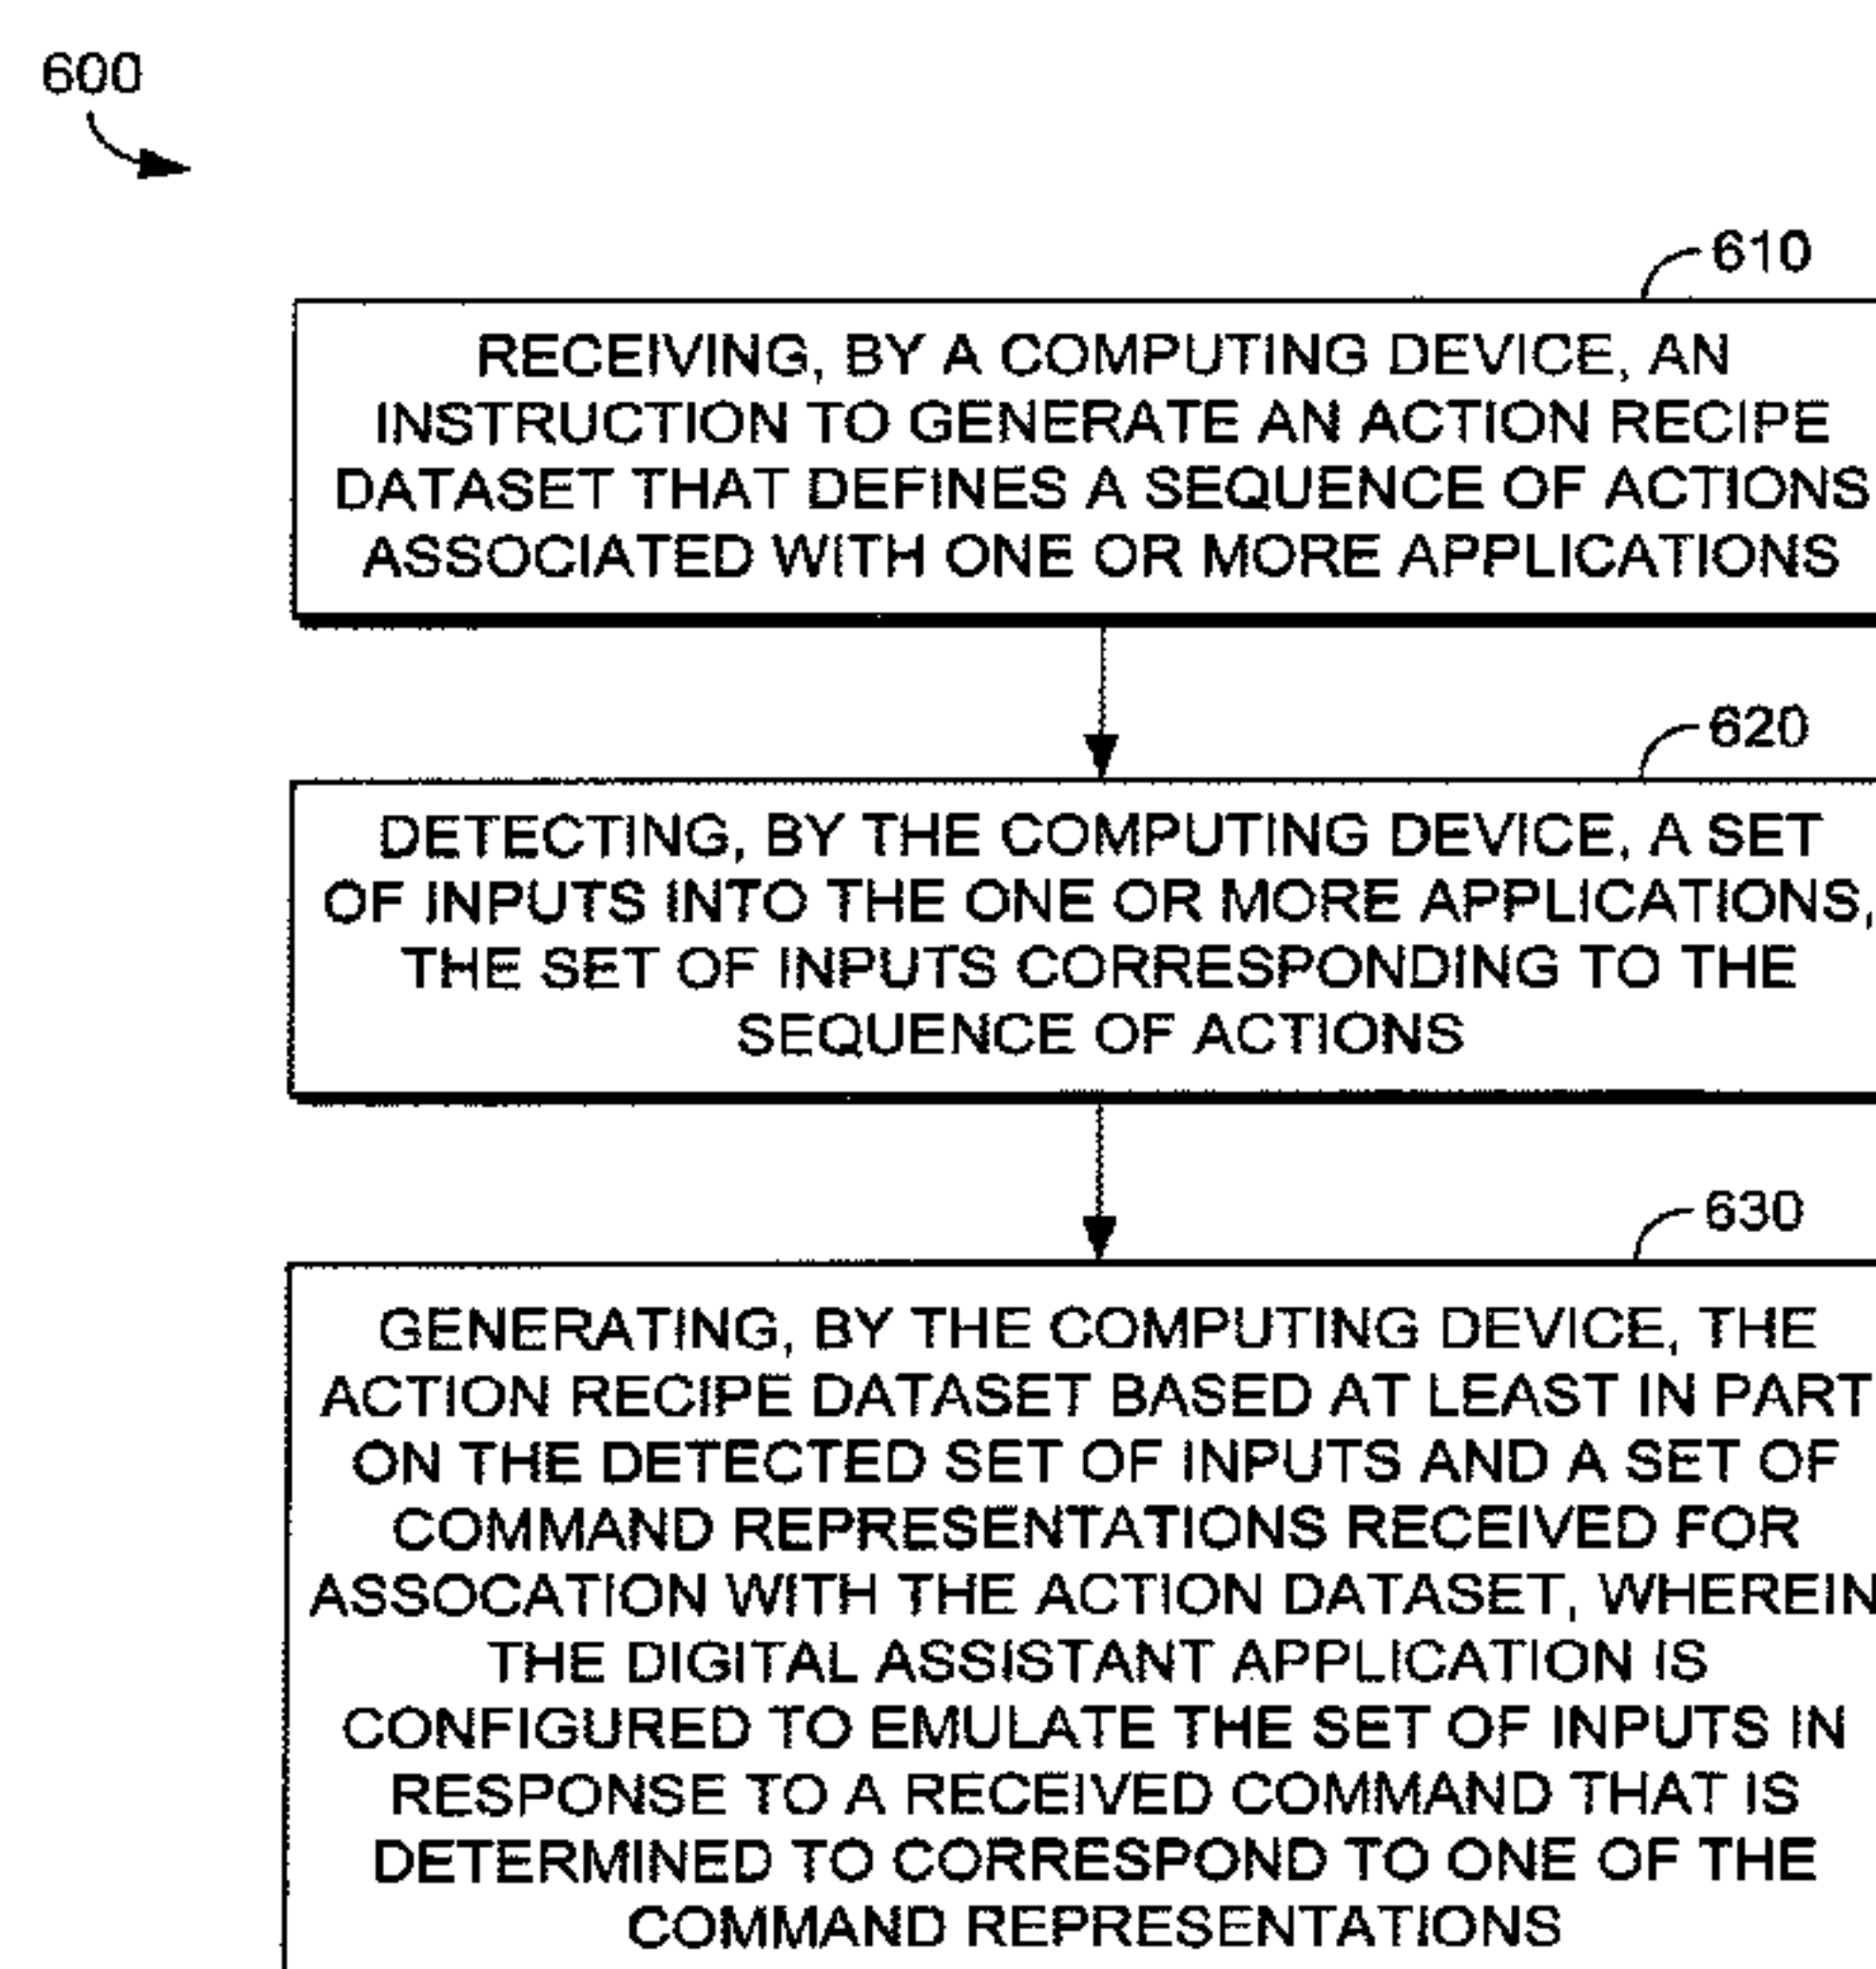 600
610
RECEIVING, BY A COMPUTING DEVICE, AN
INSTRUCTION TO GENERATE AN ACTION RECIPE
DATASET THAT DEFINES A SEQUENCE OF ACTIONS
ASSOCIATED WITH ONE OR MORE APPLICATIONS
620
DETECTING, BY THE COMPUTING DEVICE, A SET
OF INPUTS INTO THE ONE OR MORE APPLICATIONS,
THE SET OF INPUTS CORRESPONDING TO THE
SEQUENCE OF ACTIONS
630
GENERATING, BY THE COMPUTING DEVICE, THE
ACTION RECIPE DATASET BASED AT LEAST IN PART
ON THE DETECTED SET OF INPUTS AND A SET OF
COMMAND REPRESENTATIONS RECEIVED FOR
ASSOCATION WITH THE ACTION DATASET, WHEREIN
THE DIGITAL ASSISTANT APPLICATION IS
CONFIGURED TO EMULATE THE SET OF INPUTS IN
RESPONSE TO A RECEIVED COMMAND THAT IS
DETERMINED TO CORRESPOND TO ONE OF THE
COMMAND REPRESENTATIONS